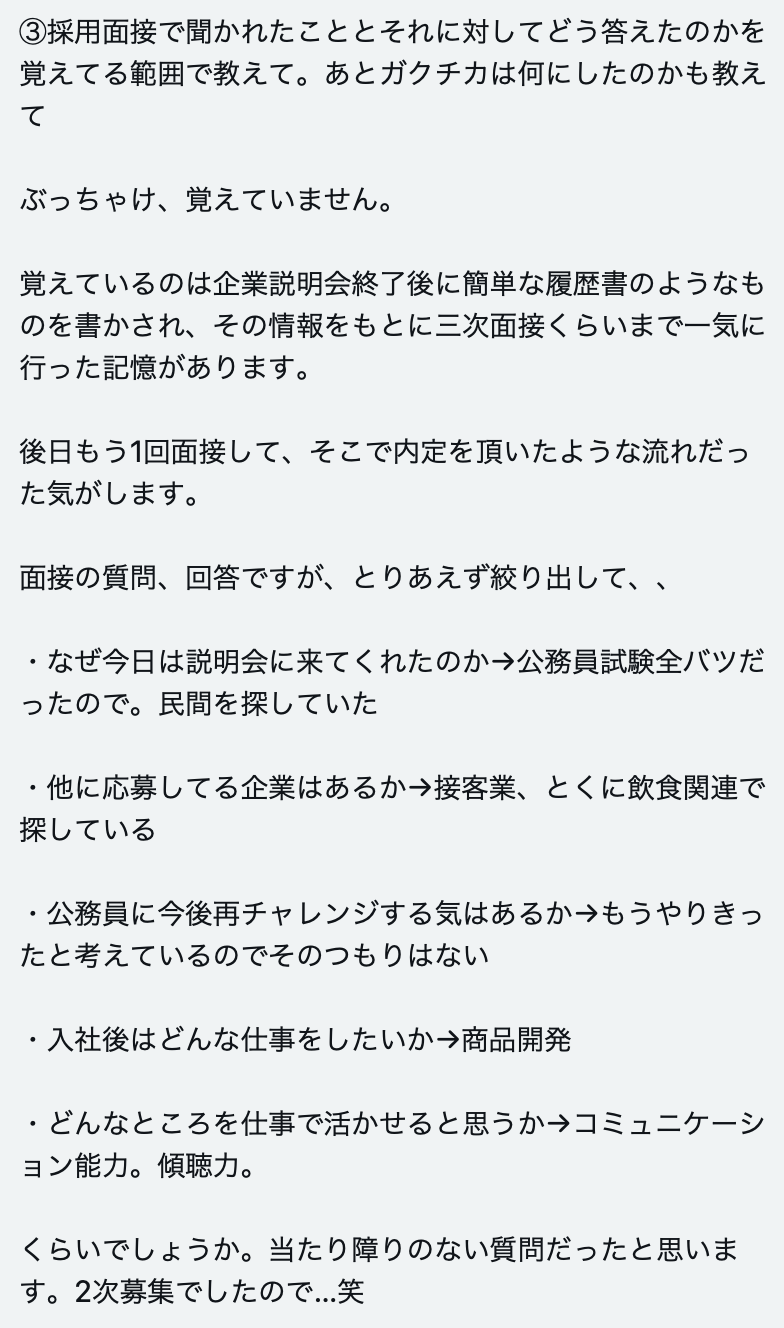 ③採用面接で聞かれたこととそれに対してどう答えたのかを
覚えてる範囲で教えて。あとガクチカは何にしたのかも教え
て
ぶっちゃけ、覚えていません。
覚えているのは企業説明会終了後に簡単な履歴書のようなも
のを書かされ、その情報をもとに三次面接くらいまで一気に
行った記憶があります。
後日もう1回面接して、そこで内定を頂いたような流れだっ
た気がします。
面接の質問、回答ですが、とりあえず絞り出して、、
・なぜ今日は説明会に来てくれたのか→公務員試験全バツだ
ったので。民間を探していた
・他に応募してる企業はあるか→接客業、とくに飲食関連で
探している
・公務員に今後再チャレンジする気はあるか→もうやりきっ
たと考えているのでそのつもりはない
・入社後はどんな仕事をしたいか→商品開発
・どんなところを仕事で活かせると思うか→コミュニケーシ
ョン能力。傾聴力。
くらいでしょうか。当たり障りのない質問だったと思いま
す。2次募集でしたので...笑